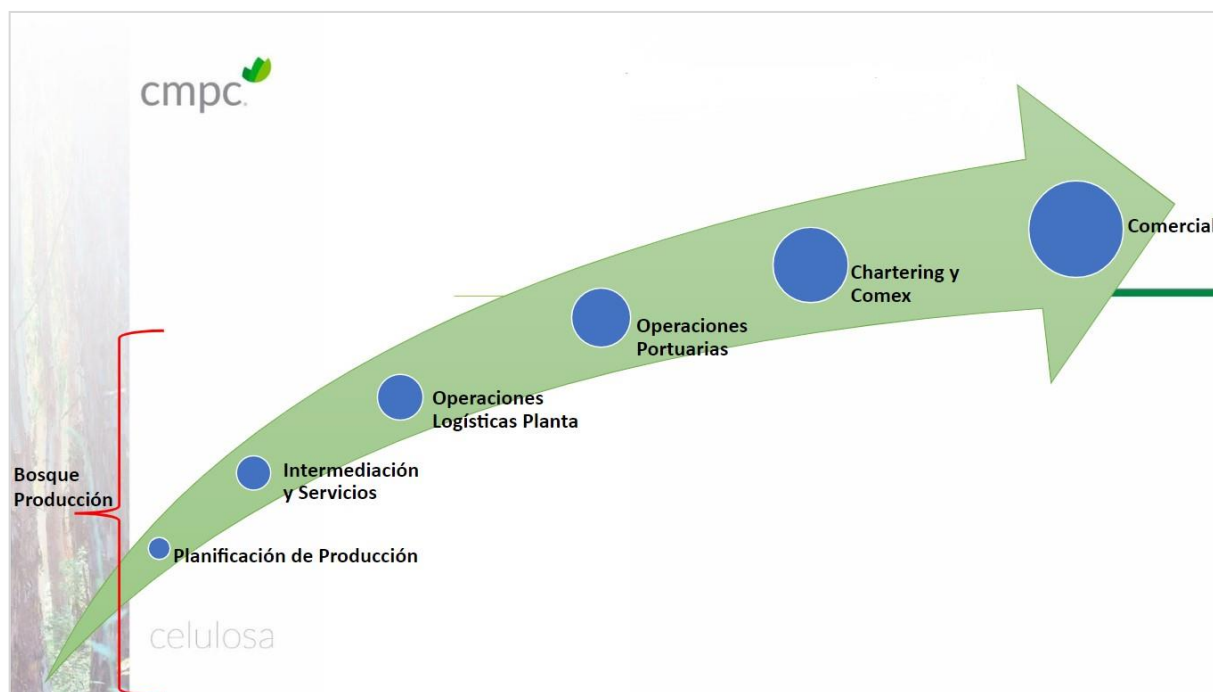 cmpc.
Comercial
Chartering y
Comex
Operaciones
Portuarias
Operaciones
Logísticas Planta
Intermediación
y Servicios
Bosque
Producción
Planificación de Producción
celulosa